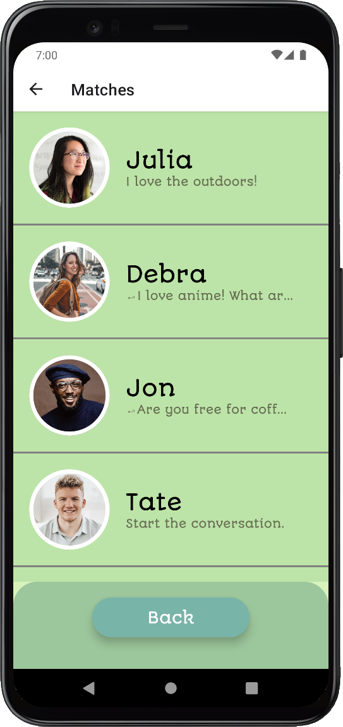 7:00
Matches
Julia
I love the outdoors!
Debra
←I love anime! What ar...
Jon
←Are you free for coff...
Tate
Start the conversation.
Back